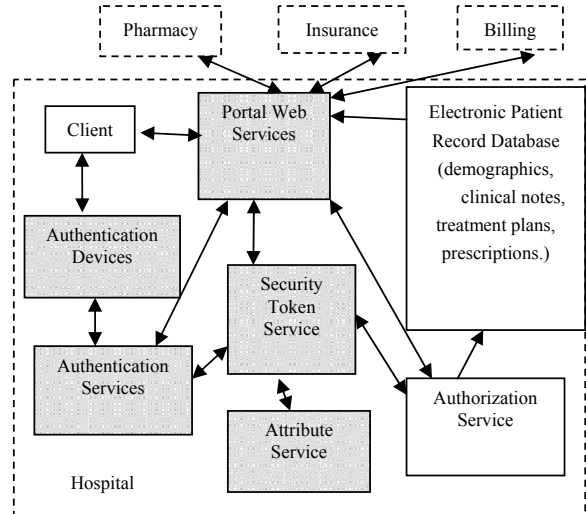 Pharmacy
Insurance
Billing
Client
Portal Web
Services
Electronic Patient
Record Database
(demographics,
clinical notes,
treatment plans,
prescriptions.)
Authentication
Devices
Security
Token
Service
Authentication
Services
Authorization
Service
Attribute
Service
Hospital